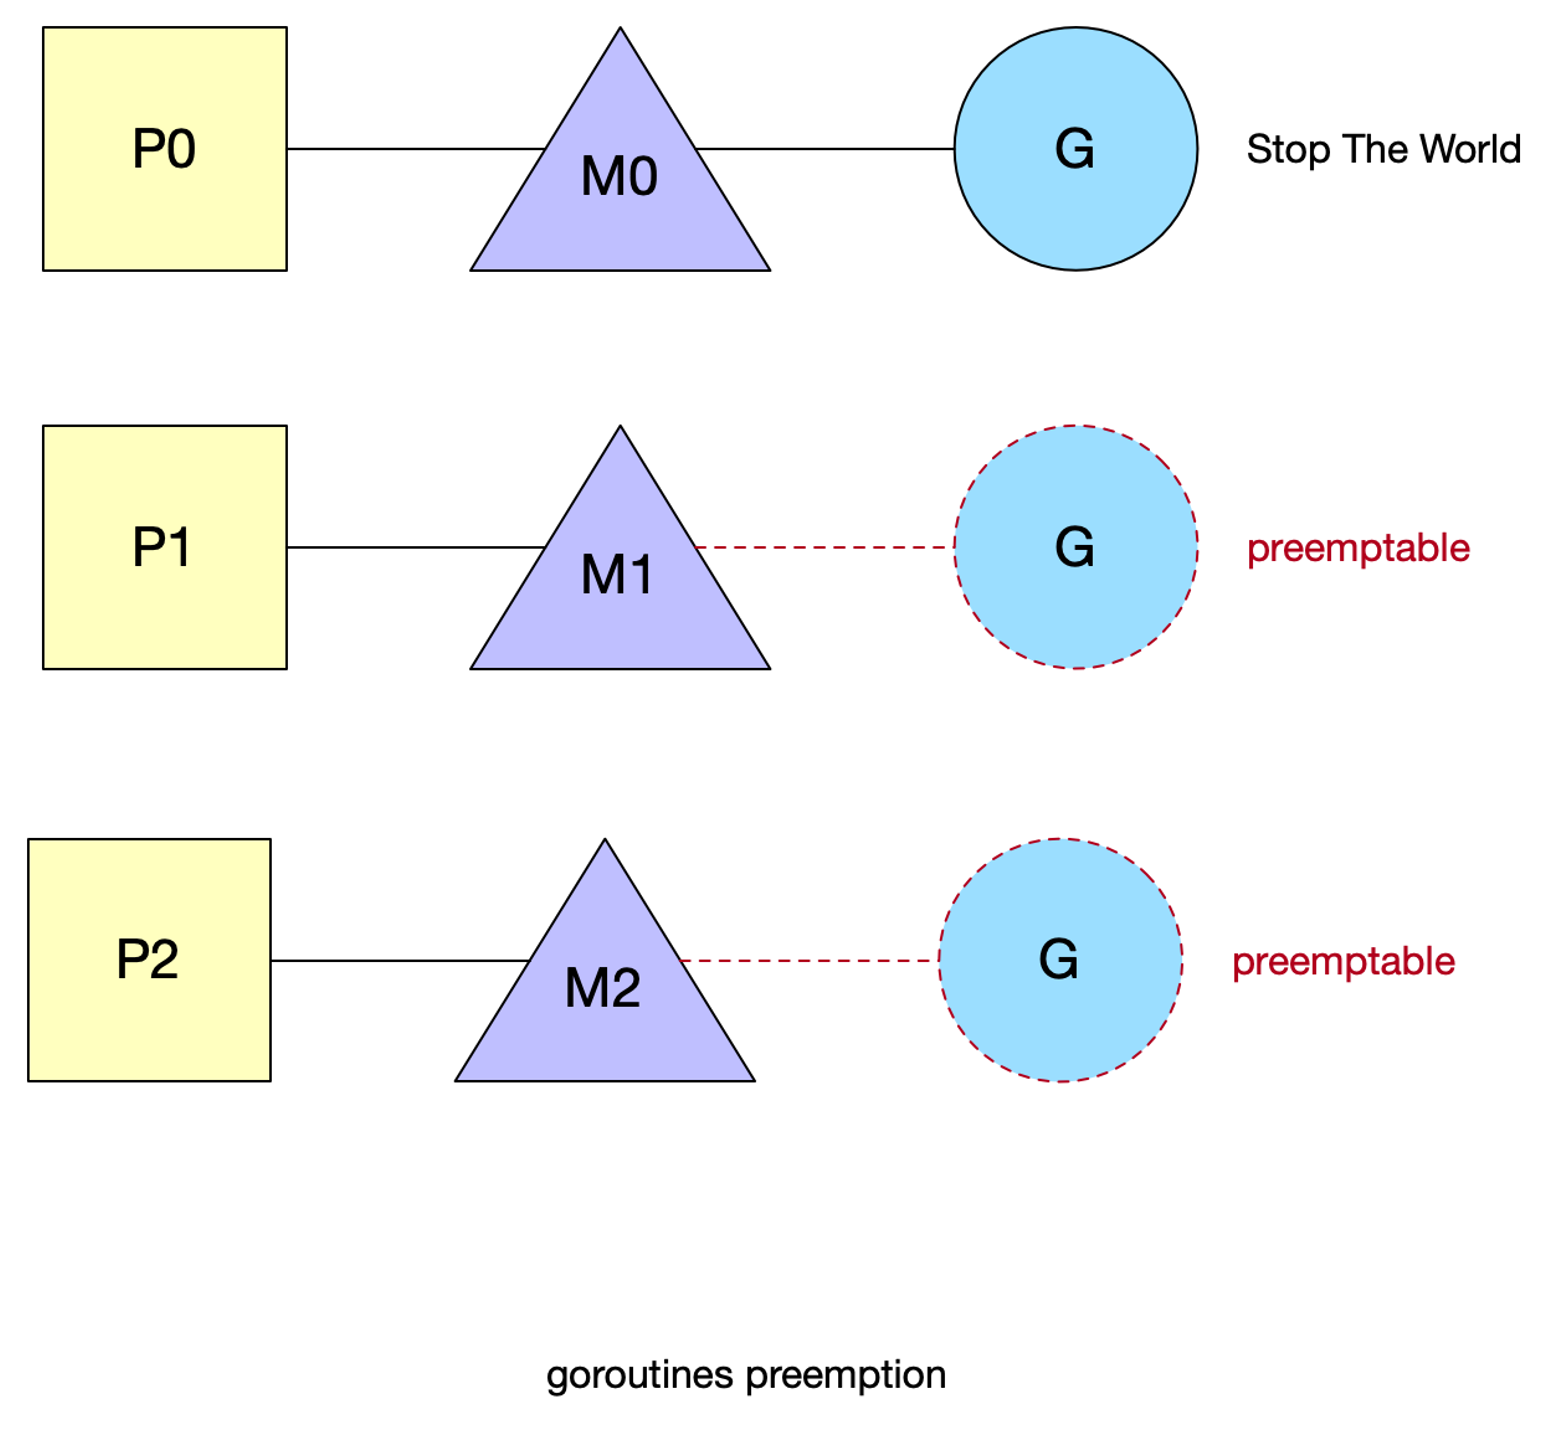 P0
M0
G
Stop The World
P1
M1
G
preemptable
P2
M2
G
preemptable
goroutines preemption